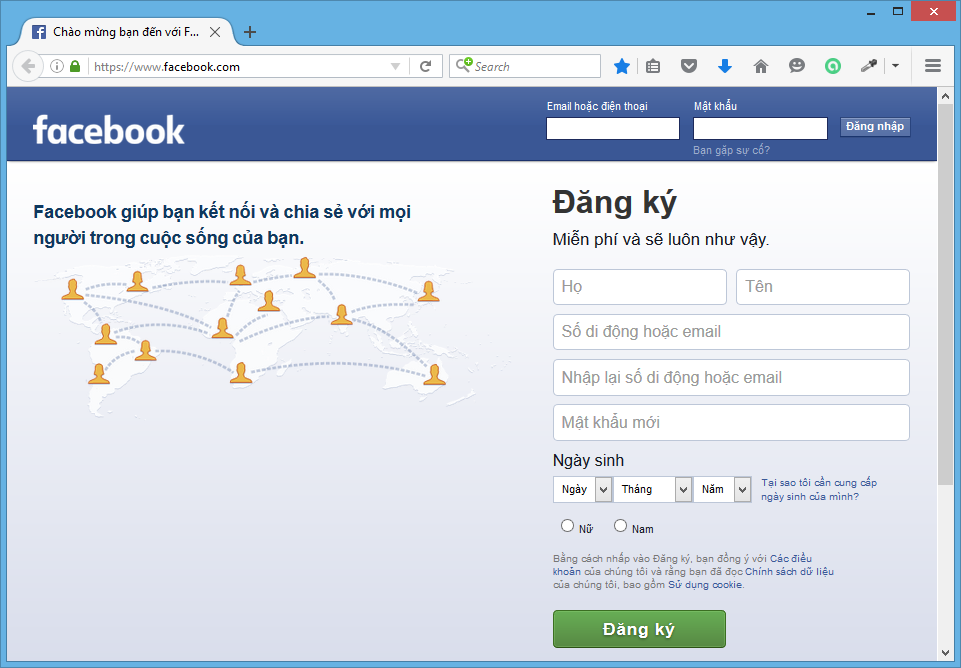 Chào mừng bạn đến với F...
https://www.facebook.com
Search
Email hoặc điện thoại
Mật khẩu
facebook
Đăng nhập
Bạn gặp sự cố?
Facebook giúp bạn kết nối và chia sẻ với mọi
người trong cuộc sống của bạn.
Đăng ký
Miễn phí và sẽ luôn như vậy.
Họ
Tên
Số di động hoặc email
Nhập lại số di động hoặc email
Mật khẩu mới
Ngày sinh
Ngày
Tháng
Năm
Tại sao tôi cần cung cấp
ngày sinh của mình?
Nữ
Nam
Bằng cách nhấp vào Đăng ký, bạn đồng ý với Các điều
khoản của chúng tôi và rằng bạn đã đọc Chính sách dữ liệu
của chúng tôi, bao gồm Sử dụng cookie.
Đăng ký